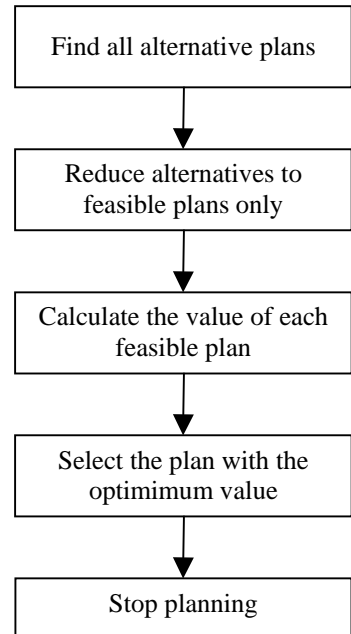 Find all alternative plans
Reduce alternatives to
feasible plans only
Calculate the value of each
feasible plan
Select the plan with the
optimimum value
Stop planning